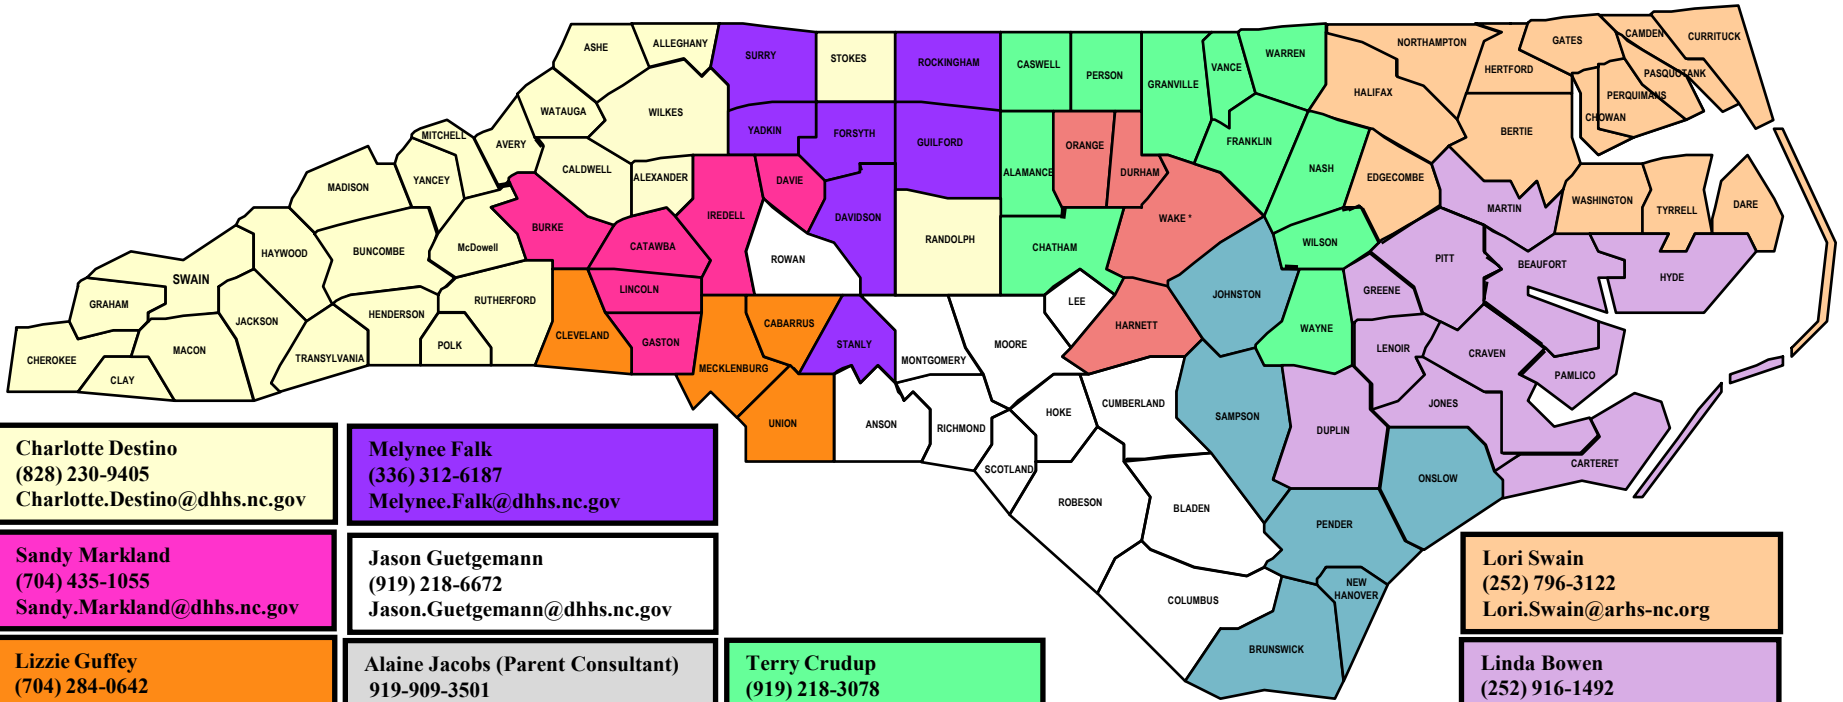 ASHE
ALLEGHANY
SURRY
STOKES
ROCKINGHAM
CASWELL
PERSON
GRANVILLE
VANCE
WARREN
NORTHAMPTON
GATES
CAMDEN
CURRITUCK
HERTFORD
PASQUOTANK
PERQUIMANS
CHOWAN
HALIFAX
BERTIE
WATAUGA
WILKES
YADKIN
FORSYTH
GUILFORD
ALAMANCE
ORANGE
DURHAM
FRANKLIN
NASH
EDGECOMBE
MARTIN
WASHINGTON
TYRRELL
DARE
MITCHELL
AVERY
CALDWELL
ALEXANDER
MADISON
YANCEY
IREDELL
DAVIE
DAVIDSON
RANDOLPH
CHATHAM
WAKE *
WILSON
PITT
BEAUFORT
HYDE
BURKE
CATAWBA
ROWAN
HAYWOOD
BUNCOMBE
McDowell
SWAIN
GRAHAM
JACKSON
HENDERSON
RUTHERFORD
LINCOLN
CLEVELAND
GASTON
CABARRUS
STANLY
MECKLENBURG
MONTGOMERY
MOORE
LEE
HARNETT
JOHNSTON
WAYNE
GREENE
LENOIR
CRAVEN
PAMLICO
CHEROKEE
CLAY
MACON
TRANSYLVANIA
POLK
UNION
ANSON
RICHMOND
SCOTLAND
HOKE
CUMBERLAND
SAMPSON
DUPLIN
JONES
CARTERET
ONSLOW
ROBESON
BLADEN
PENDER
COLUMBUS
NEW
HANOVER
BRUNSWICK
Charlotte Destino
(828) 230-9405
Charlotte.Destino@dhhs.nc.gov
Melynee Falk
(336) 312-6187
Melynee.Falk@dhhs.nc.gov
Sandy Markland
(704) 435-1055
Sandy.Markland@dhhs.nc.gov
Jason Guetgemann
(919) 218-6672
Jason.Guetgemann@dhhs.nc.gov
Lori Swain
(252) 796-3122
Lori.Swain@arhs-nc.org
Lizzie Guffey
(704) 284-0642
Alaine Jacobs (Parent Consultant)
919-909-3501
Terry Crudup
(919) 218-3078
Linda Bowen
(252) 916-1492